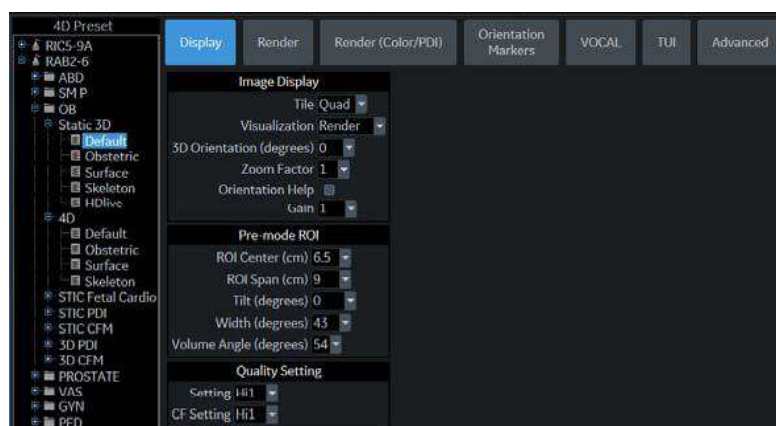 4D Preset
RIC5-9A
RAB2-6
ABD
SM P
OB
Static 3D
Default
Obstetric
Surface
Skeleton
HDlive
4D
Default
Obstetric
Surface
Skeleton
STIC Fetal Cardio
STIC PDI
STIC CFM
3D PDI
3D CFM
PROSTATE
VAS
GYN
PED
Display
Render
Render (Color/PDI)
Orientation
Markers
VOCAL
TUI
Advanced
Image Display
Tile Quad
Visualization Render
3D Orientation (degrees) 0
Zoom Factor 1
Orientation Help
Gain 1
Pre-mode ROI
ROI Center (cm) 6.5
ROI Span (cm) 9
Tilt (degrees) 0
Width (degrees) 43
Volume Angle (degrees) 54
Quality Setting
Setting Hi1
CF Setting Hi1